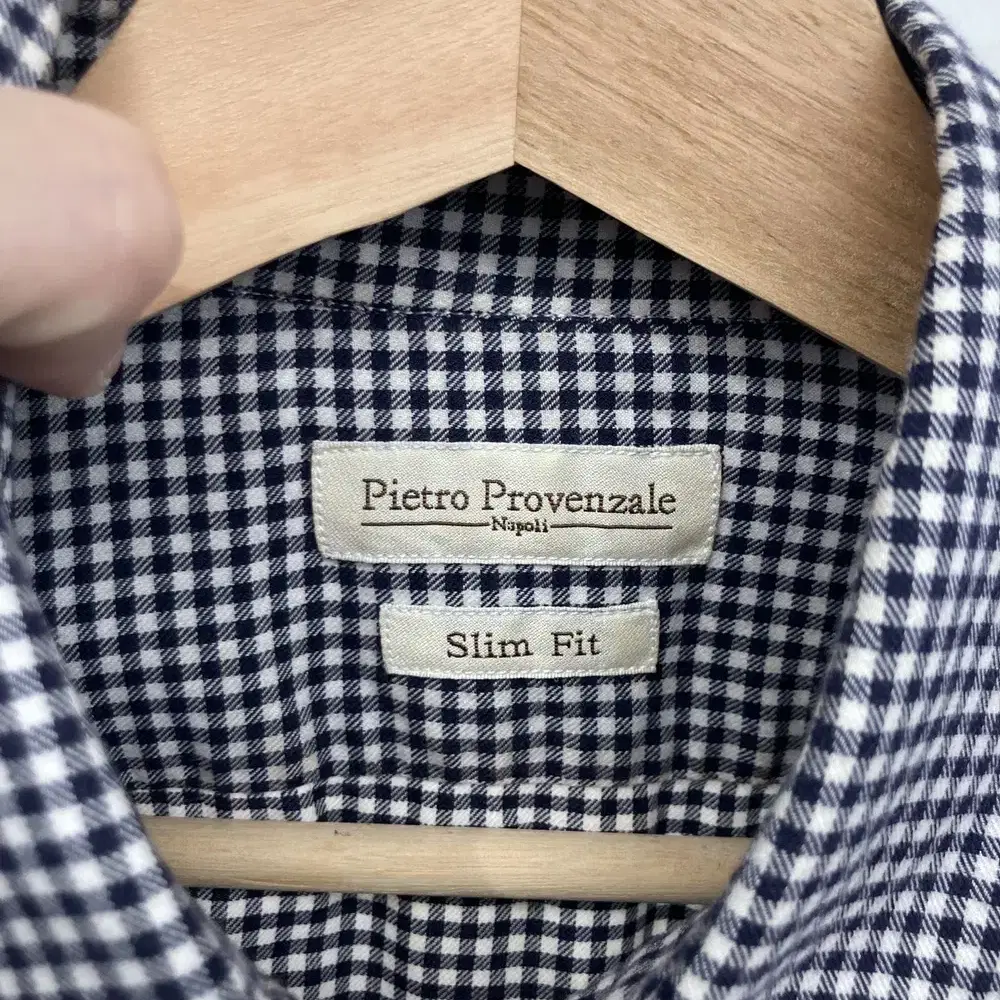 Pietro Provenzale
Napoli
Slim Fit